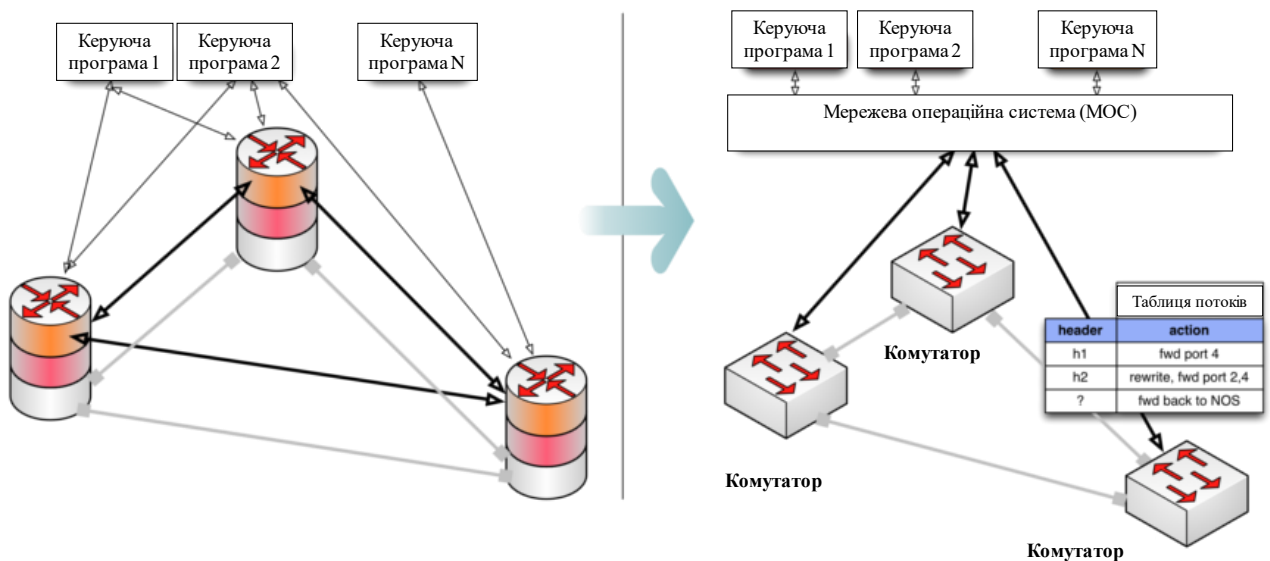 Керуюча
програма 1
Керуюча
програма 2
Керуюча
програма N
Керуюча
програма 1
Керуюча
програма 2
Керуюча
програма N
Мережева операційна система (МОС)
Комутатор
Таблиця потоків
header action
h1 fwd port 4
h2 rewrite, fwd port 2,4
? fwd back to NOS
Комутатор
Комутатор